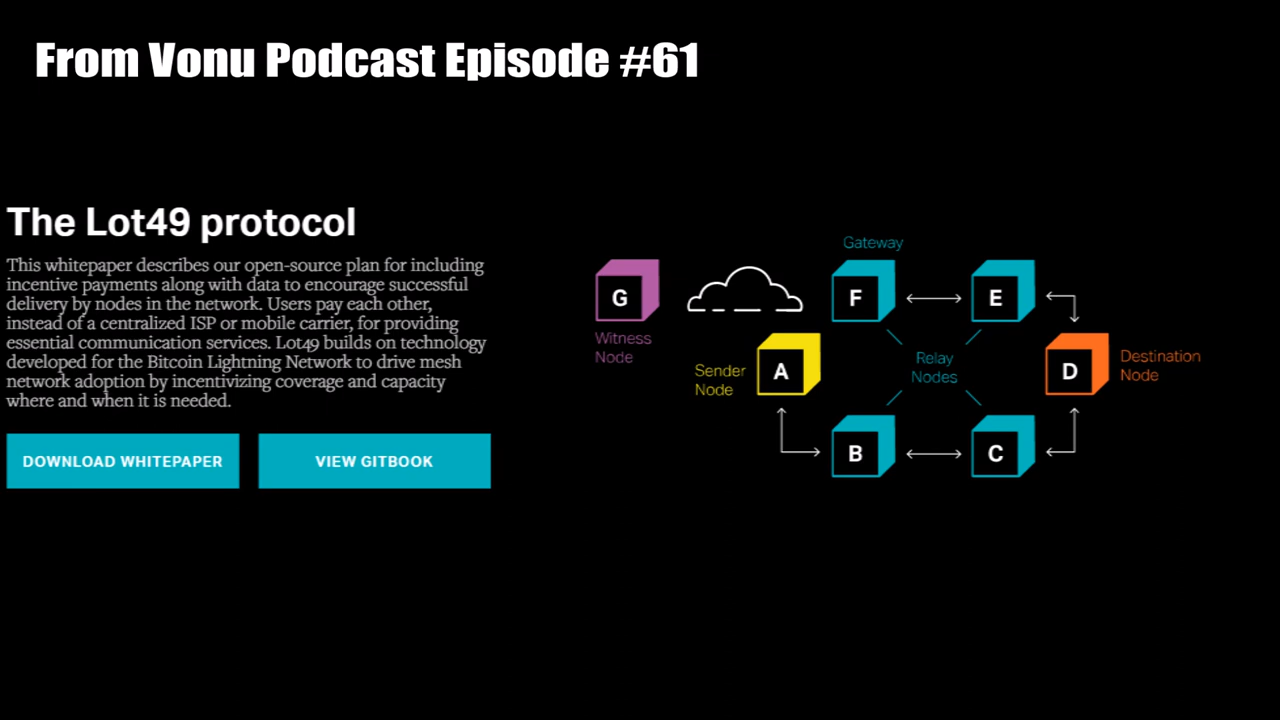 From Vonu Podcast Episode #61
The Lot49 protocol
This whitepaper describes our open-source plan for including
incentive payments along with data to encourage successful
delivery by nodes in the network. Users pay each other,
instead of a centralized ISP or mobile carrier, for providing
essential communication services. Lot49 builds on technology
developed for the Bitcoin Lightning Network to drive mesh
network adoption by incentivizing coverage and capacity
where and when it is needed.
DOWNLOAD WHITEPAPER
VIEW GITBOOK
Gateway
G
F
E
Witness
Node
Sender
Node
A
Relay
Nodes
D
Destination
Node
B
C